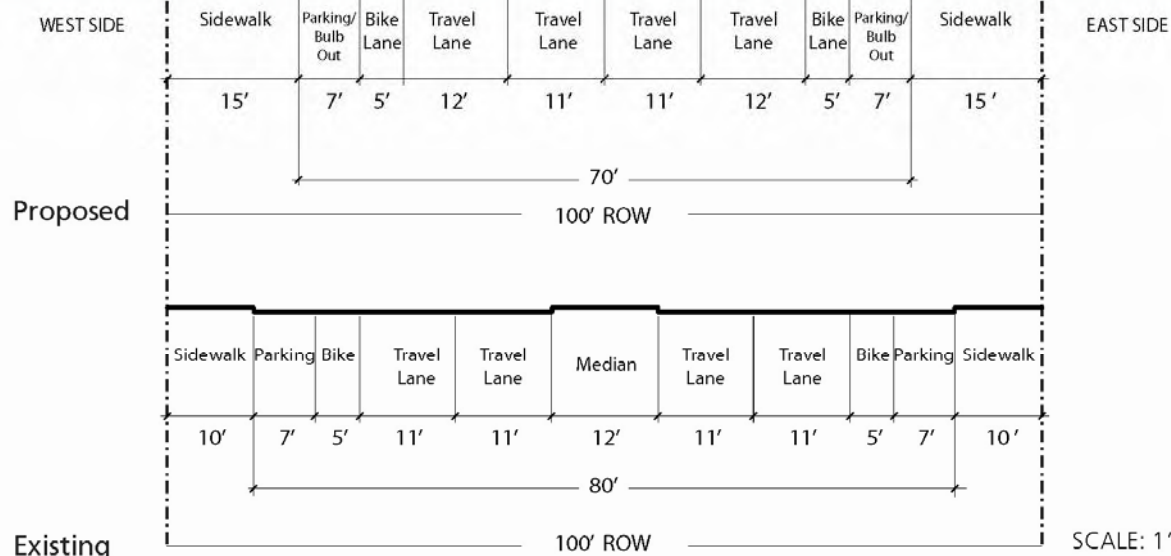 WEST SIDE
Sidewalk
Parking/
Bulb
Out
Bike
Lane
Travel
Lane
Travel
Lane
Travel
Lane
Travel
Lane
Bike
Lane
Parking/
Bulb
Out
Sidewalk
EAST SIDE
15' 7' 5' 12' 11' 11' 12' 5' 7' 15'
70'
Proposed
100' ROW
Sidewalk
Parking
Bike
Travel
Lane
Travel
Lane
Median
Travel
Lane
Travel
Lane
Bike
Parking
Sidewalk
10' 7' 5' 11' 11' 12' 11' 11' 5' 7' 10'
80'
Existing
100' ROW
SCALE: 1'